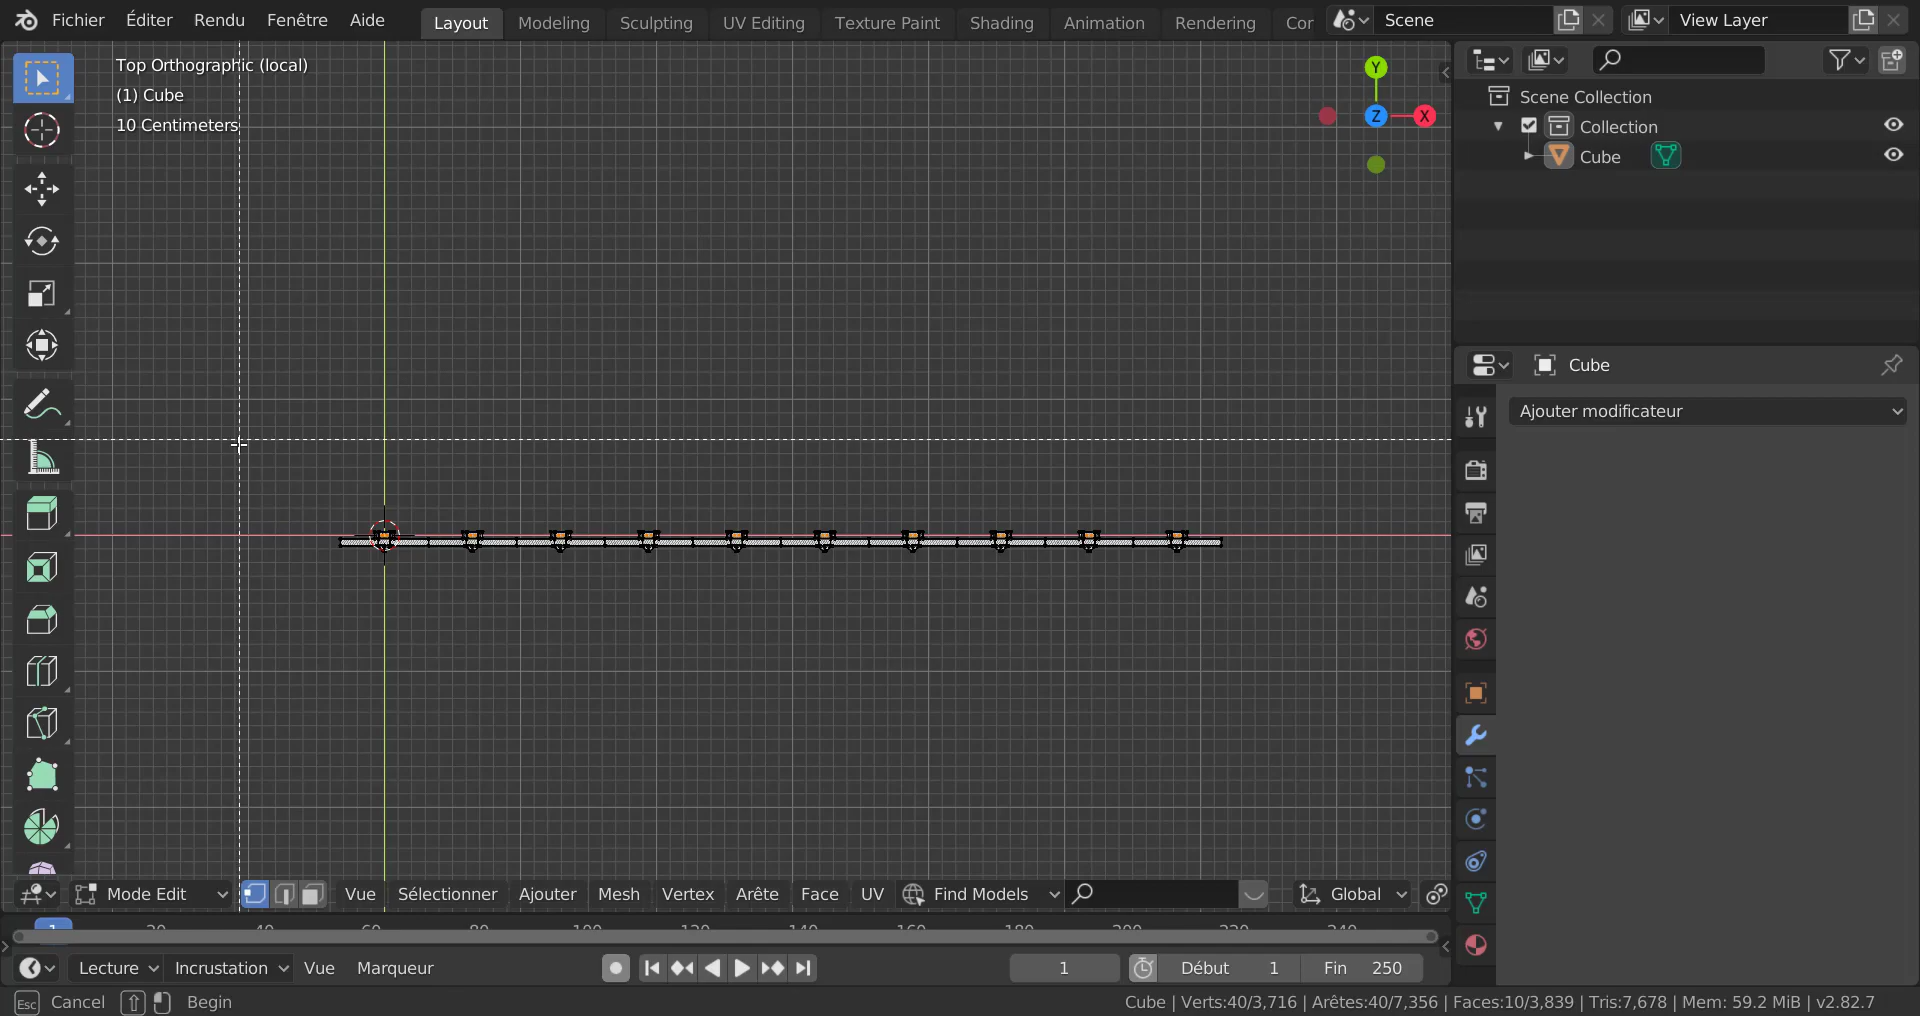 Fichier Éditer Rendu Fenêtre Aide Layout Modeling Sculpting UV Editing Texture Paint Shading Animation Rendering Cor Scene View Layer
Top Orthographic (local)
(1) Cube
10 Centimeters
Y
Z
X
Scene Collection
Collection
Cube
Cube
Ajouter modificateur
Mode Edit Vue Sélectionner Ajouter Mesh Vertex Arête Face UV Find Models Global
1 20 40 60 80 100 120 140 160 180 200 220 240
Lecture Incrustation Vue Marqueur 1 Début 1 Fin 250
Esc Cancel Begin Cube | Verts:40/3,716 | Arêtes:40/7,356 | Faces:10/3,839 | Tris:7,678 | Mem: 59.2 MiB | v2.82.7